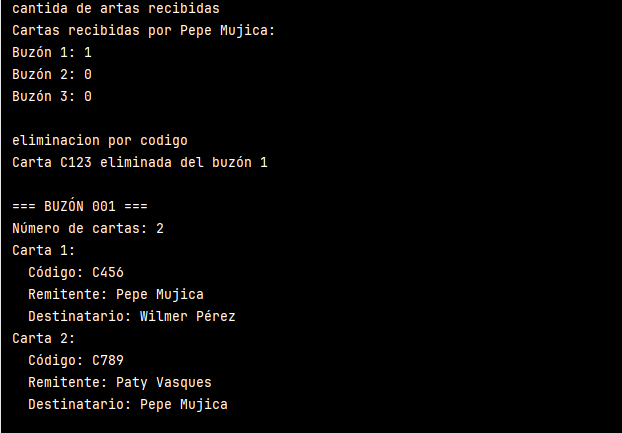 cantida de artas recibidas
Cartas recibidas por Pepe Mujica:
Buzón 1: 1
Buzón 2: 0
Buzón 3: 0

eliminacion por codigo
Carta C123 eliminada del buzón 1

=== BUZÓN 001 ===
Número de cartas: 2
Carta 1:
  Código: C456
  Remitente: Pepe Mujica
  Destinatario: Wilmer Pérez
Carta 2:
  Código: C789
  Remitente: Paty Vasques
  Destinatario: Pepe Mujica